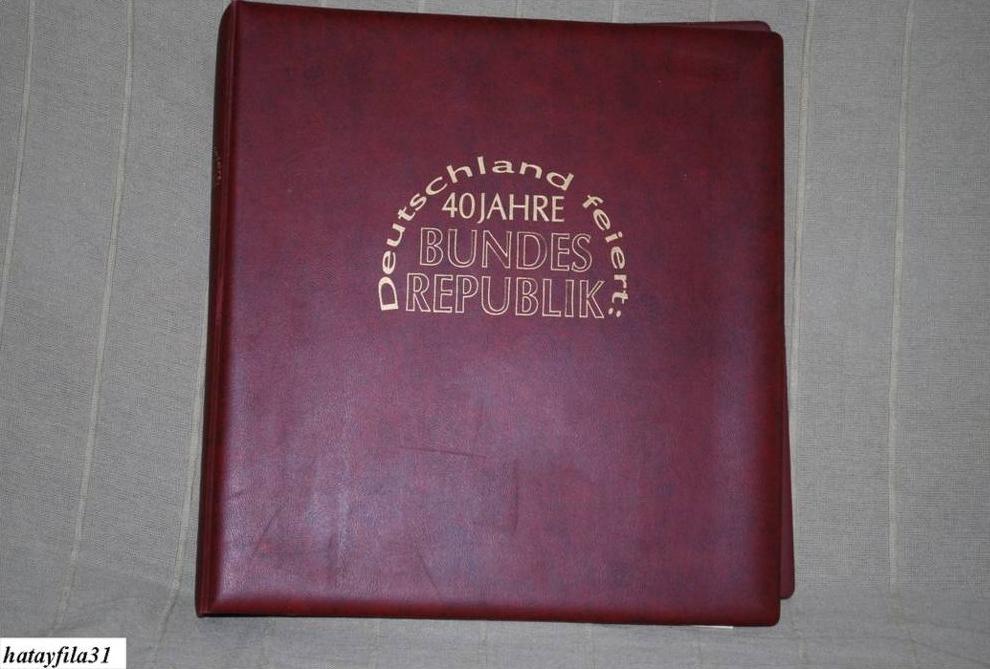 Deutschland feiert:
40 JAHRE
BUNDES
REPUBLIK
hatayfila31